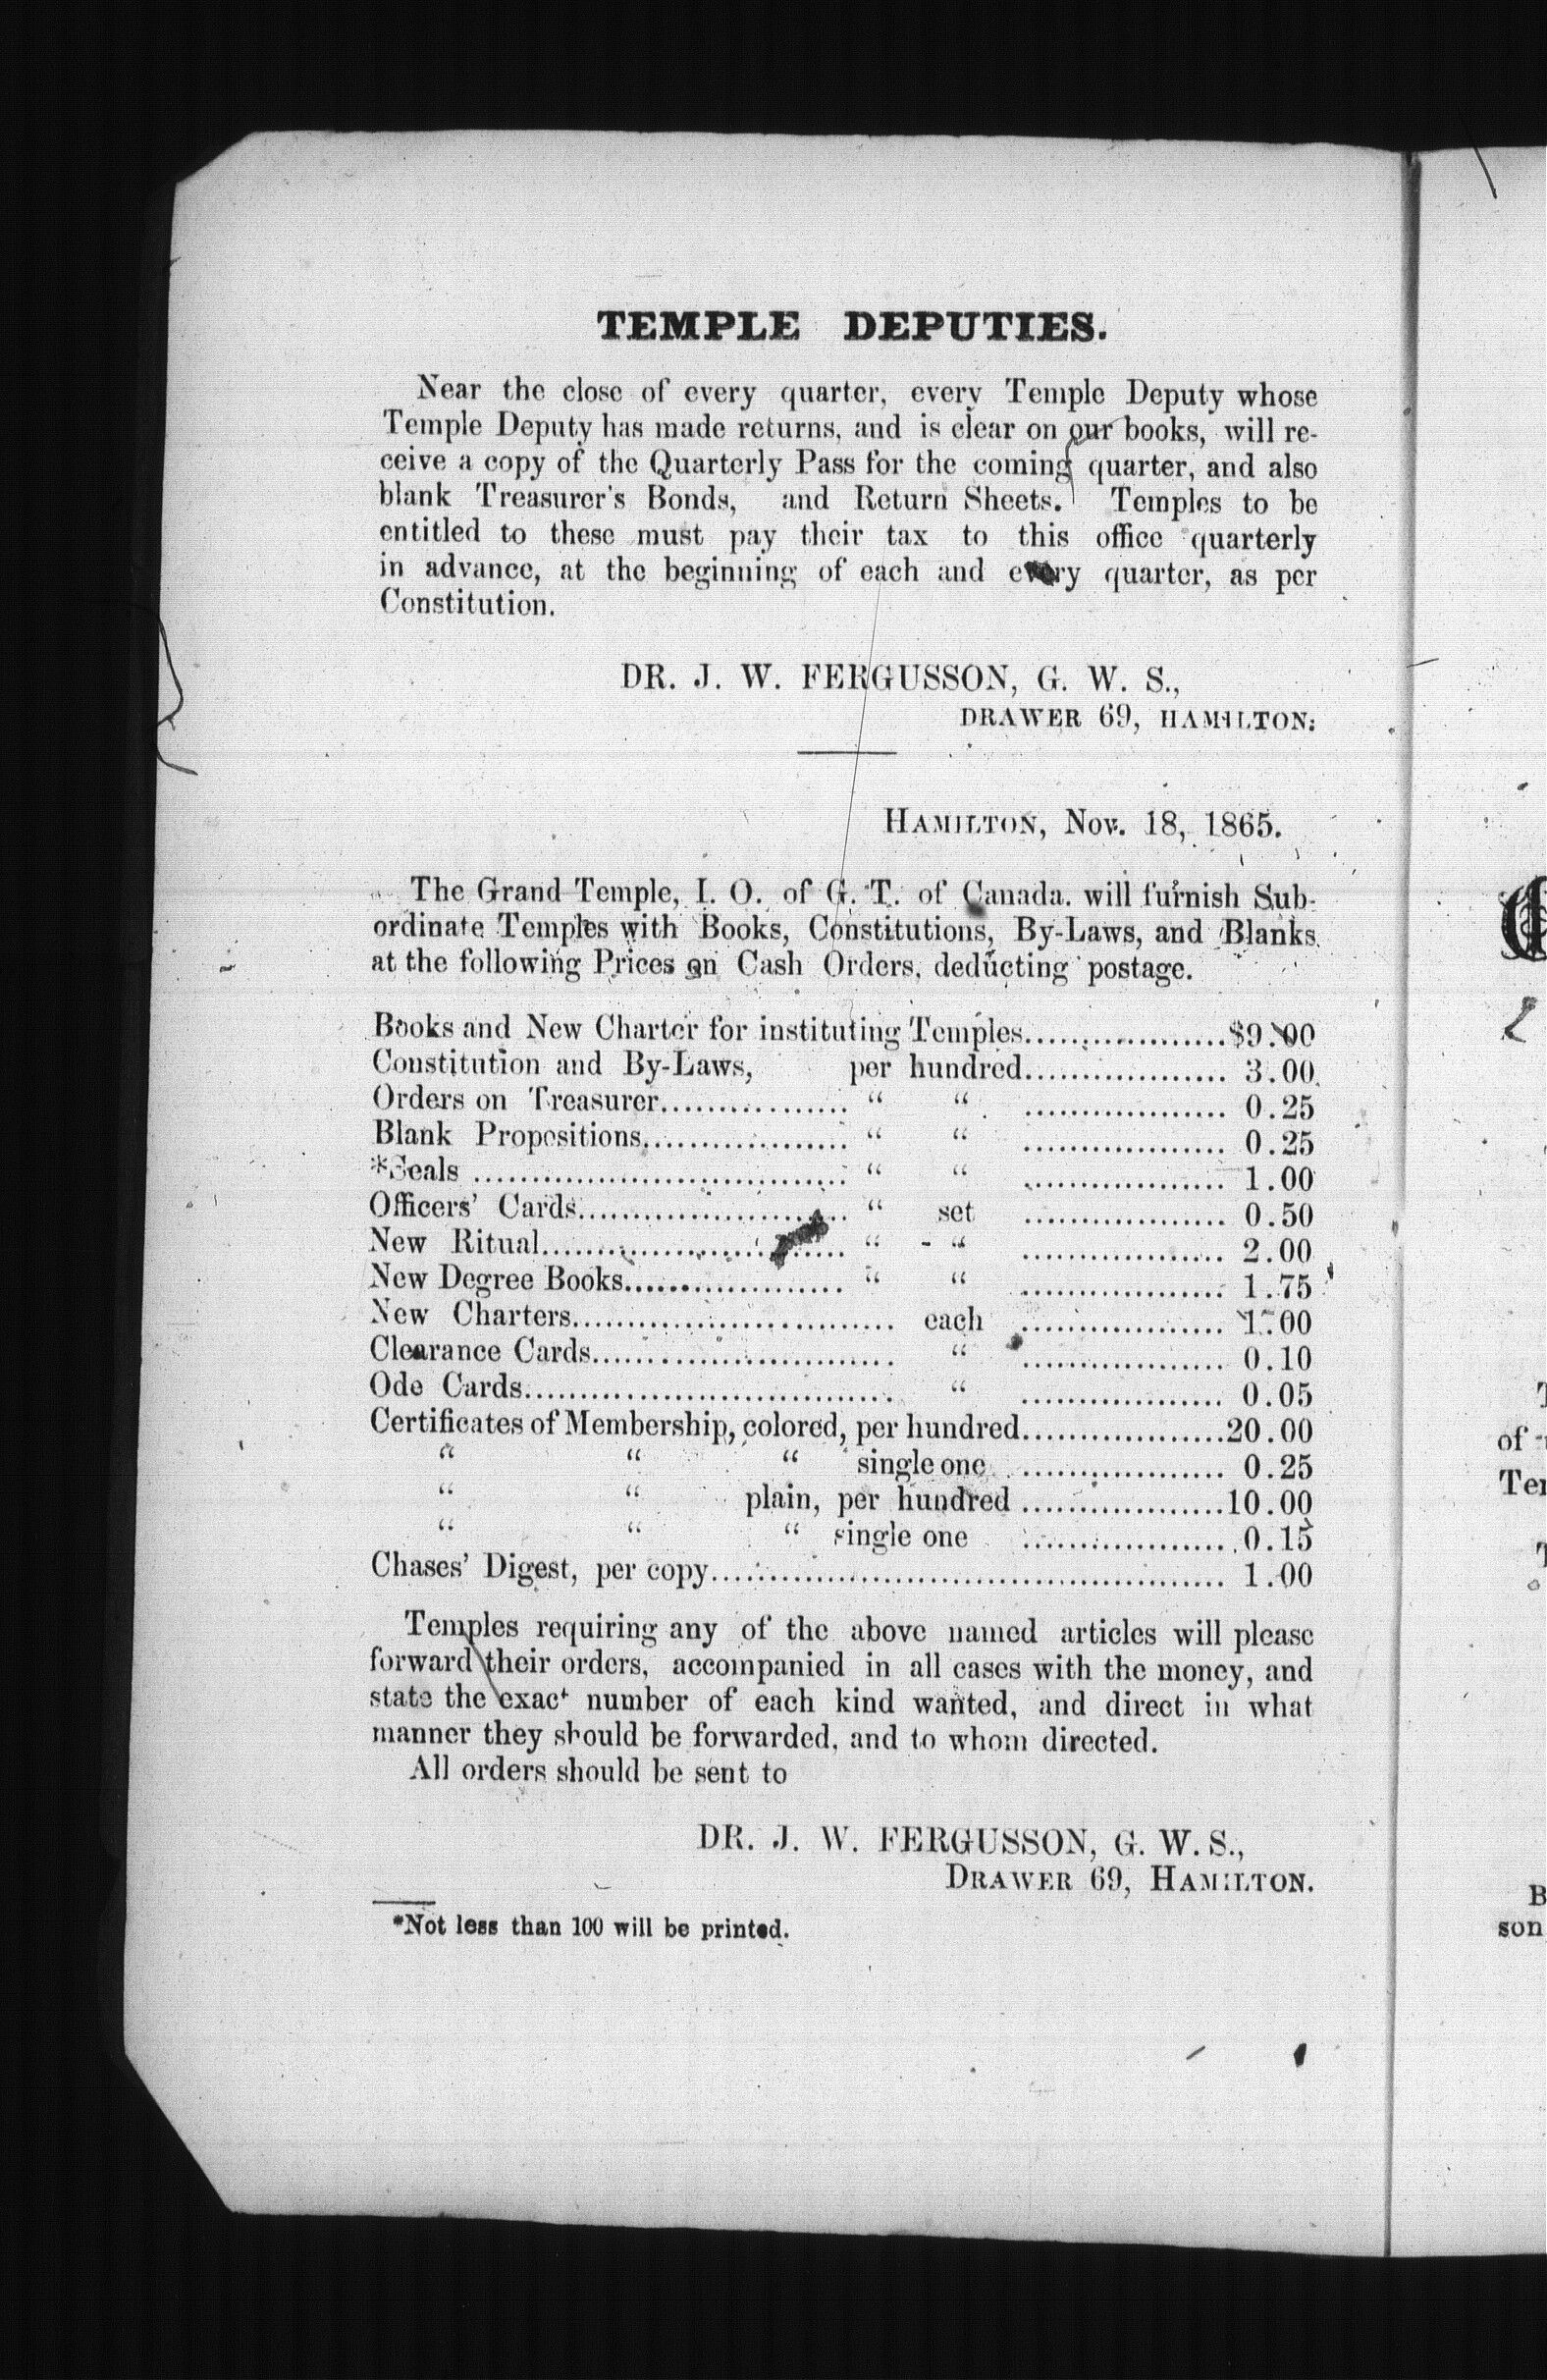 TEMPLE DEPUTIES.
Near the close of every quarter, every Temple Deputy whose
Temple Deputy has made returns, and is clear on our books, will re-
ceive a copy of the Quarterly Pass for the coming quarter, and also
blank Treasurer's Bonds, and Return Sheets. Temples to be
entitled to these must pay their tax to this office quarterly
in advance, at the beginning of each and every quarter, as per
Constitution.
DR. J. W. FERGUSSON, G. W. S.,
DRAWER 69, HAMILTON.
HAMILTON, Nov. 18, 1865.
The Grand Temple, I. O. of G. T. of Canada. will furnish Sub-
ordinate Temples with Books, Constitutions, By-Laws, and Blanks
at the following Prices on Cash Orders, deducting postage.
Books and New Charter for instituting Temples.................... $9.00
Constitution and By-Laws, per hundred.................... 3.00
Orders on Treasurer................. “ “ ................... 0.25
Blank Propositions................... “ “ ................... 0.25
*Seals ................................... “ “ ................... 1.00
Officers' Cards......................... “ set ................... 0.50
New Ritual............................. “ “ ................... 2.00
New Degree Books.................... “ “ ................... 1.75
New Charters.............................. each ................... 1.00
Clearance Cards............................ “ ................... 0.10
Ode Cards................................... “ ................... 0.05
Certificates of Membership, colored, per hundred................... 20.00
“ “ “ single one ................... 0.25
“ “ plain, per hundred ................... 10.00
“ “ “ single one ................... 0.15
Chases' Digest, per copy.................................................. 1.00
Temples requiring any of the above named articles will please
forward their orders, accompanied in all cases with the money, and
state the exact number of each kind wanted, and direct in what
manner they should be forwarded, and to whom directed.
All orders should be sent to
DR. J. W. FERGUSSON, G. W. S.,
DRAWER 69, HAMILTON.
*Not less than 100 will be printed.
of
son